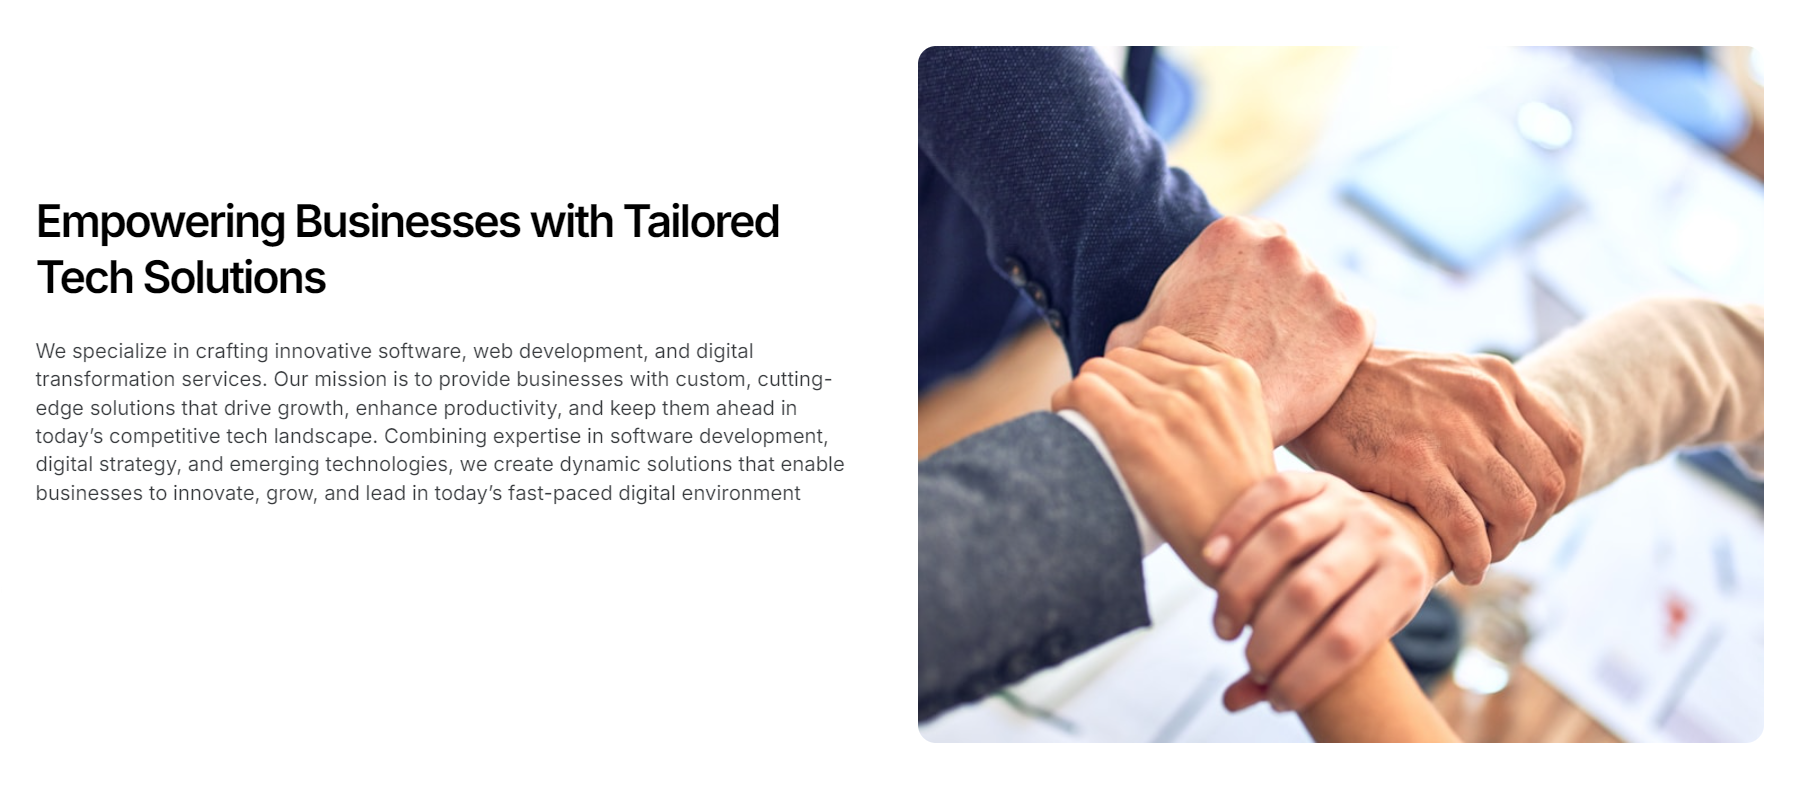 Empowering Businesses with Tailored
Tech Solutions
We specialize in crafting innovative software, web development, and digital
transformation services. Our mission is to provide businesses with custom, cutting-
edge solutions that drive growth, enhance productivity, and keep them ahead in
today’s competitive tech landscape. Combining expertise in software development,
digital strategy, and emerging technologies, we create dynamic solutions that enable
businesses to innovate, grow, and lead in today’s fast-paced digital environment